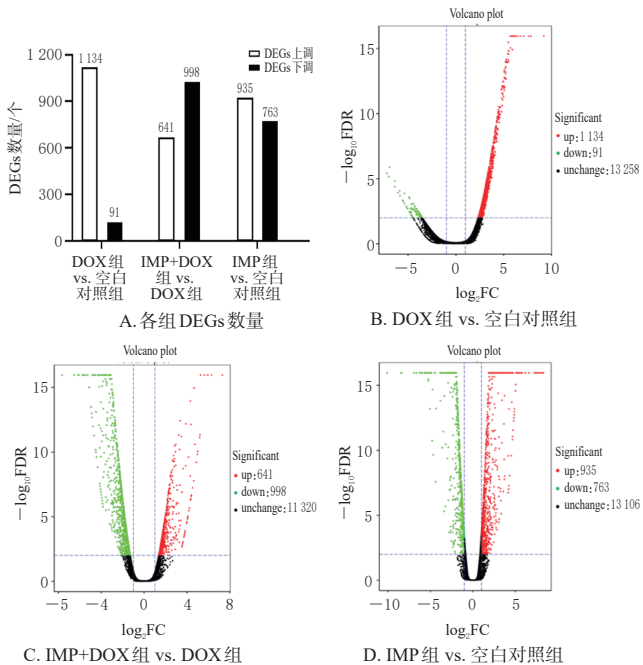 1 200
900
600
300
0
DEGs数量/个
DEGs上调
DEGs下调
1 134
91
641
998
935
763
DOX组
vs. 空白
对照组
IMP+DOX
组 vs.
DOX组
IMP组
vs. 空白
对照组
A. 各组DEGs数量
Volcano plot
15
10
5
0
−log10FDR
−5 0 5 10
log2FC
Significant
up:1 134
down:91
unchange:13 258
B. DOX组 vs. 空白对照组
Volcano plot
15
10
5
0
−log10FDR
−5 −4 0 4 8
log2FC
Significant
up:641
down:998
unchange:11 320
C. IMP+DOX组 vs. DOX组
Volcano plot
15
10
5
0
−log10FDR
−10 −5 0 5
log2FC
Significant
up:935
down:763
unchange:13 106
D. IMP组 vs. 空白对照组